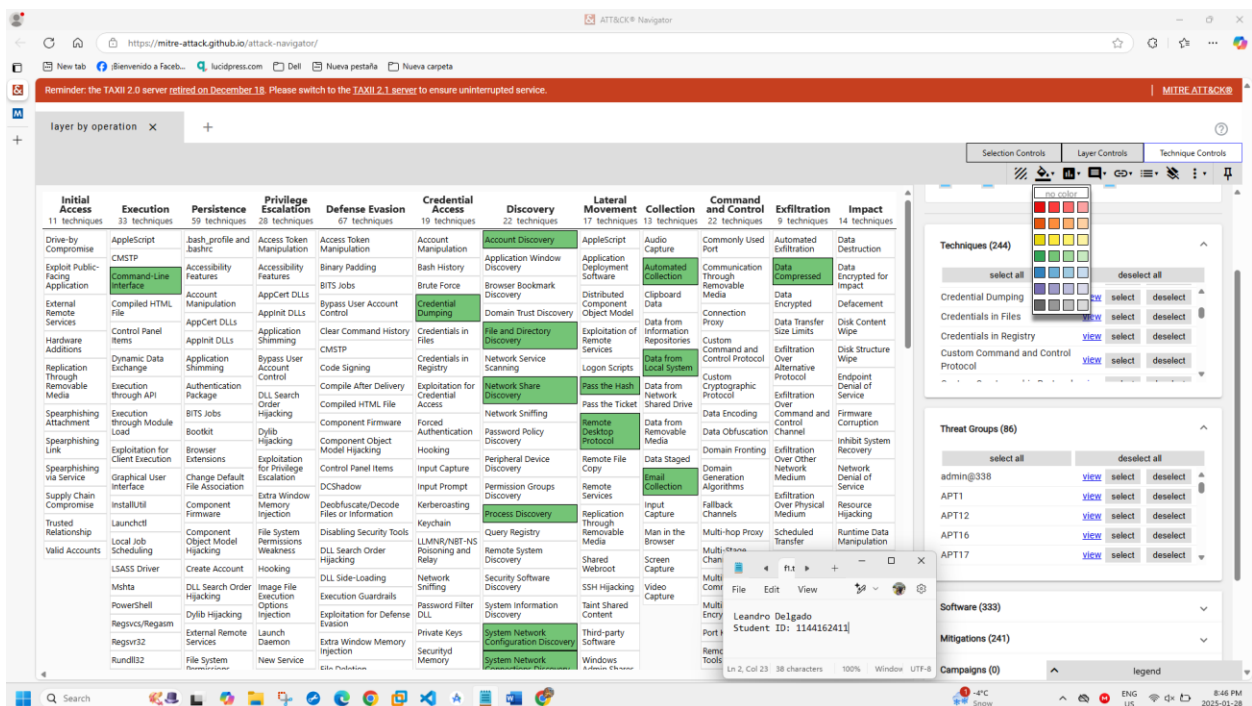 ATT&CK® Navigator
https://mitre-attack.github.io/attack-navigator/
New tab
¡Bienvenido a Faceb...
lucidpress.com
Dell
Nueva pestaña
Nueva carpeta
Reminder: the TAXII 2.0 server retired on December 18. Please switch to the TAXII 2.1 server to ensure uninterrupted service.
MITRE ATT&CK®
layer by operation
Selection Controls
Layer Controls
Technique Controls
no color
Initial
Access
11 techniques
Drive-by
Compromise
Exploit Public-
Facing
Application
External
Remote
Services
Hardware
Additions
Replication
Through
Removable
Media
Spearphishing
Attachment
Spearphishing
Link
Spearphishing
via Service
Supply Chain
Compromise
Trusted
Relationship
Valid Accounts
Execution
33 techniques
AppleScript
CMSTP
Command-Line
Interface
Compiled HTML
File
Control Panel
Items
Dynamic Data
Exchange
Execution
through API
Execution
through Module
Load
Exploitation for
Client Execution
Graphical User
Interface
InstallUtil
Launchctl
Local Job
Scheduling
LSASS Driver
Mshta
PowerShell
Regsvcs/Regasm
Regsvr32
Rundll32
Persistence
59 techniques
.bash_profile and
.bashrc
Accessibility
Features
Account
Manipulation
AppCert DLLs
AppInit DLLs
Application
Shimming
Authentication
Package
BITS Jobs
Bootkit
Browser
Extensions
Change Default
File Association
Component
Firmware
Component
Object Model
Hijacking
Create Account
DLL Search Order
Hijacking
Dylib Hijacking
External Remote
Services
File System
Permissions
Privilege
Escalation
28 techniques
Access Token
Manipulation
Accessibility
Features
AppCert DLLs
AppInit DLLs
Application
Shimming
Bypass User
Account
Control
DLL Search
Order
Hijacking
Dylib
Hijacking
Exploitation
for Privilege
Escalation
Extra Window
Memory
Injection
File System
Permissions
Weakness
Hooking
Image File
Execution
Options
Injection
Launch
Daemon
New Service
Defense Evasion
67 techniques
Access Token
Manipulation
Binary Padding
BITS Jobs
Bypass User Account
Control
Clear Command History
CMSTP
Code Signing
Compile After Delivery
Compiled HTML File
Component Firmware
Component Object
Model Hijacking
Control Panel Items
DCShadow
Deobfuscate/Decode
Files or Information
Disabling Security Tools
DLL Search Order
Hijacking
DLL Side-Loading
Execution Guardrails
Exploitation for Defense
Evasion
Extra Window Memory
Injection
File Deletion
Credential
Access
19 techniques
Account
Manipulation
Bash History
Brute Force
Credential
Dumping
Credentials in
Files
Credentials in
Registry
Exploitation for
Credential
Access
Forced
Authentication
Hooking
Input Capture
Input Prompt
Kerberoasting
Keychain
LLMNR/NBT-NS
Poisoning and
Relay
Network
Sniffing
Password Filter
DLL
Private Keys
Securityd
Memory
Discovery
22 techniques
Account Discovery
Application Window
Discovery
Browser Bookmark
Discovery
Domain Trust Discovery
File and Directory
Discovery
Network Service
Scanning
Network Share
Discovery
Network Sniffing
Password Policy
Discovery
Peripheral Device
Discovery
Permission Groups
Discovery
Process Discovery
Query Registry
Remote System
Discovery
Security Software
Discovery
System Information
Discovery
System Network
Configuration Discovery
System Network
Connections Discovery
Lateral
Movement
17 techniques
AppleScript
Application
Deployment
Software
Distributed
Component
Object Model
Exploitation of
Remote
Services
Logon Scripts
Pass the Hash
Pass the Ticket
Remote
Desktop
Protocol
Remote File
Copy
Remote
Services
Replication
Through
Removable
Media
Shared
Webroot
SSH Hijacking
Taint Shared
Content
Third-party
Software
Windows
Admin Shares
Collection
13 techniques
Audio
Capture
Automated
Collection
Clipboard
Data
Data from
Information
Repositories
Data from
Local System
Data from
Network
Shared Drive
Data from
Removable
Media
Data Staged
Email
Collection
Input
Capture
Man in the
Browser
Screen
Capture
Video
Capture
Command
and Control
22 techniques
Commonly Used
Port
Communication
Through
Removable
Media
Connection
Proxy
Custom
Command and
Control Protocol
Custom
Cryptographic
Protocol
Data Encoding
Data Obfuscation
Domain Fronting
Domain
Generation
Algorithms
Fallback
Channels
Multi-hop Proxy
Multi-Stage
Exfiltration
9 techniques
Automated
Exfiltration
Data
Compressed
Data
Encrypted
Data Transfer
Size Limits
Exfiltration
Over
Alternative
Protocol
Exfiltration
Over
Command and
Control
Channel
Exfiltration
Over Other
Network
Medium
Exfiltration
Over Physical
Medium
Scheduled
Transfer
Impact
14 techniques
Data
Destruction
Data
Encrypted for
Impact
Defacement
Disk Content
Wipe
Disk Structure
Wipe
Endpoint
Denial of
Service
Firmware
Corruption
Inhibit System
Recovery
Network
Denial of
Service
Resource
Hijacking
Runtime Data
Manipulation
Techniques (244)
select all
deselect all
Credential Dumping
select deselect
Credentials in Files
select deselect
Credentials in Registry view select deselect
Custom Command and Control
Protocol
view select deselect
Threat Groups (86)
select all
deselect all
admin@338 view select deselect
APT1 view select deselect
APT12 view select deselect
APT16 view select deselect
APT17 view select deselect
Software (333)
Mitigations (241)
Campaigns (0)
legend
f1.t
File Edit View
Leandro Delgado
Student ID: 1144162411
Ln 2, Col 23 38 characters 100% Window UTF-8
Search
-4°C
Snow
ENG
US
8:46 PM
2025-01-28